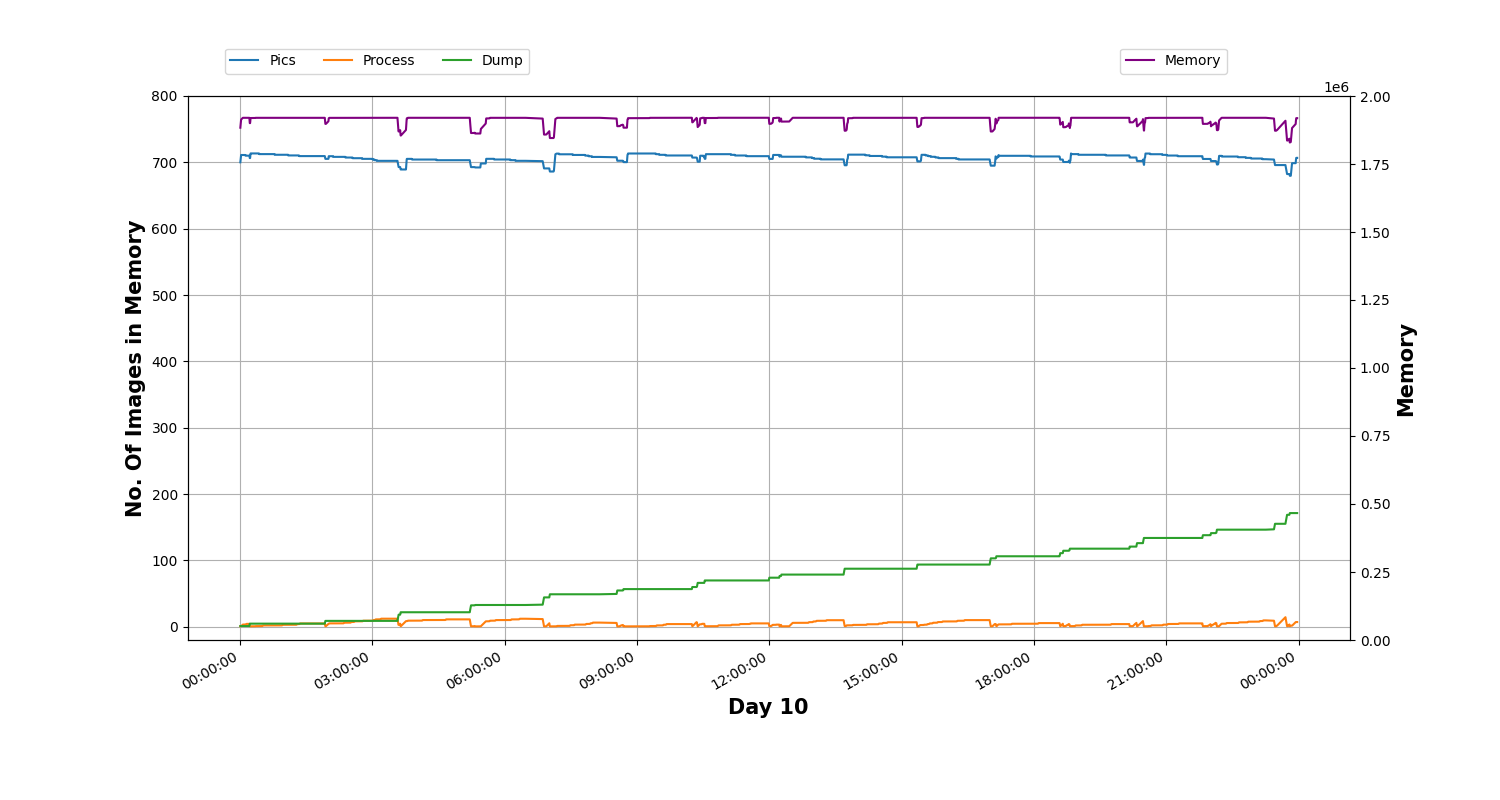 Pics Process Dump Memory
1e6
800 2.00
700 1.75
600 1.50
500 1.25
400 1.00
300 0.75
200 0.50
100 0.25
0 0.00
No. Of Images in Memory
Memory
00:00:00 03:00:00 06:00:00 09:00:00 12:00:00 15:00:00 18:00:00 21:00:00 00:00:00
Day 10